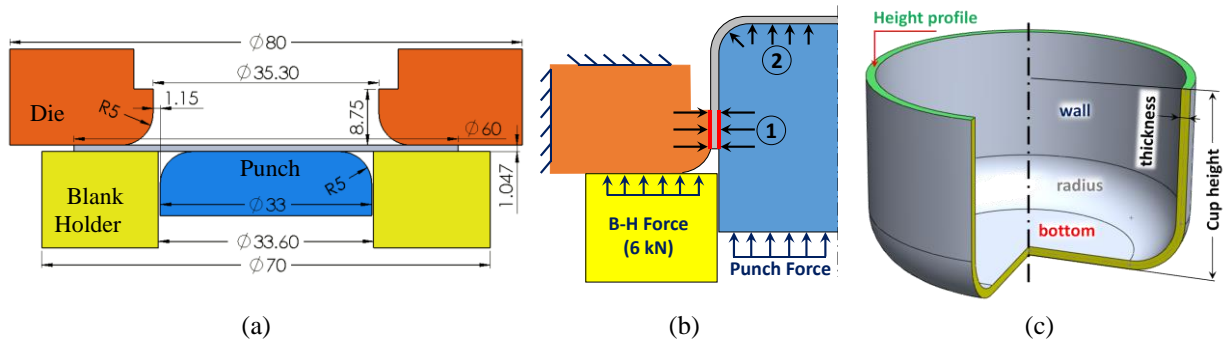 Ø80
Ø35.30
1.15
R5
Die
8.75
Ø60
Punch
R5
Blank
Holder
Ø33
1.047
Ø33.60
Ø70
(a)
2
1
B-H Force
(6 kN)
Punch Force
(b)
Height profile
wall
thickness
radius
bottom
Cup height
(c)